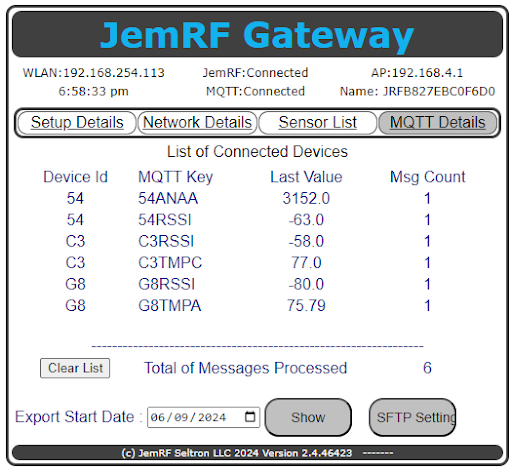 JemRF Gateway
WLAN:192.168.254.113 JemRF:Connected AP:192.168.4.1
6:58:33 pm MQTT:Connected Name: JRFB827EBC0F6D0
Setup Details Network Details Sensor List MQTT Details
List of Connected Devices
Device Id MQTT Key Last Value Msg Count
54 54ANAA 3152.0 1
54 54RSSI -63.0 1
C3 C3RSSI -58.0 1
C3 C3TMPC 77.0 1
G8 G8RSSI -80.0 1
G8 G8TMPA 75.79 1
----------------------------------------------------------------
Clear List Total of Messages Processed 6
Export Start Date : 06/09/2024 Show SFTP Setting
(c) JemRF Seltron LLC 2024 Version 2.4.46423 -------